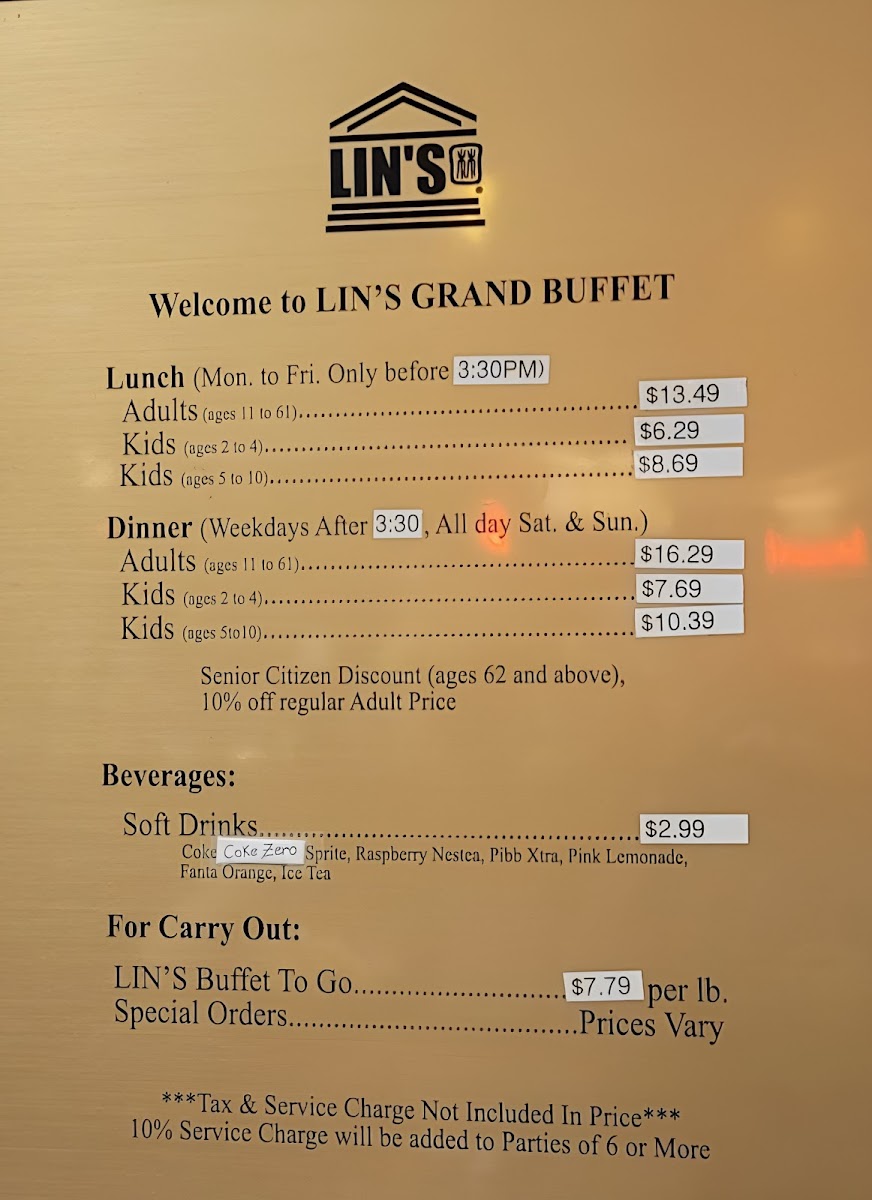 LIN'S
Welcome to LIN'S GRAND BUFFET
Lunch (Mon. to Fri. Only before 3:30PM)
Adults (ages 11 to 61)........................................................$13.49
Kids (ages 2 to 4)........................................................$6.29
Kids (ages 5 to 10)........................................................$8.69
Dinner (Weekdays After 3:30, All day Sat. & Sun.)
Adults (ages 11 to 61)........................................................$16.29
Kids (ages 2 to 4)........................................................$7.69
Kids (ages 5to10)........................................................$10.39
Senior Citizen Discount (ages 62 and above),
10% off regular Adult Price
Beverages:
Soft Drinks........................................................$2.99
Coke Coke Zero Sprite, Raspberry Nestea, Pibb Xtra, Pink Lemonade,
Fanta Orange, Ice Tea
For Carry Out:
LIN'S Buffet To Go................................$7.79 per lb.
Special Orders........................................Prices Vary
***Tax & Service Charge Not Included In Price***
10% Service Charge will be added to Parties of 6 or More